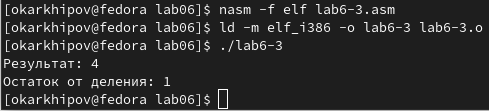 [okarkhipov@fedora lab06]$ nasm -f elf lab6-3.asm
[okarkhipov@fedora lab06]$ ld -m elf_i386 -o lab6-3 lab6-3.o
[okarkhipov@fedora lab06]$ ./lab6-3
Результат: 4
Остаток от деления: 1
[okarkhipov@fedora lab06]$